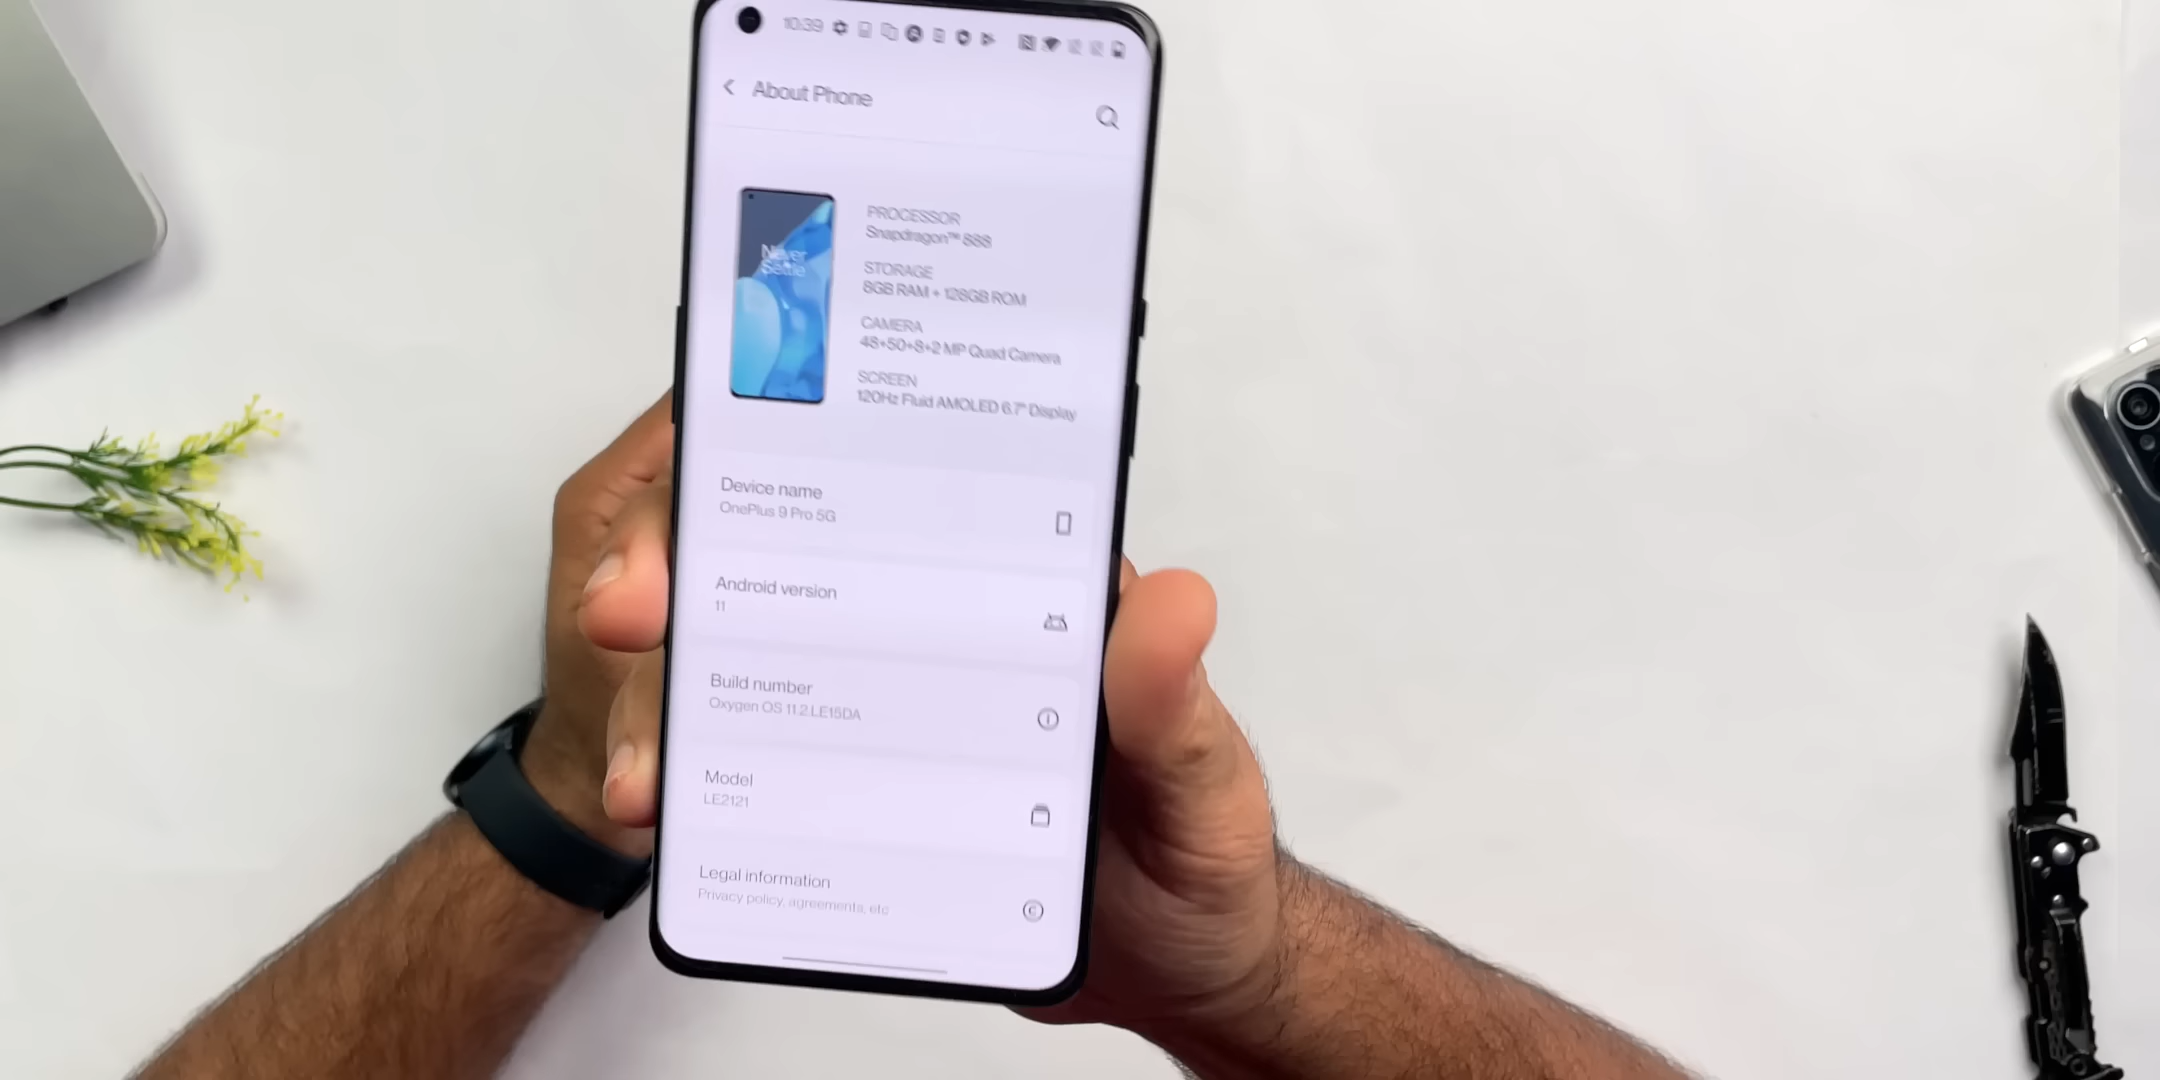 10:39
About Phone
Never
Settle
PROCESSOR
Snapdragon™ 888
STORAGE
8GB RAM + 128GB ROM
CAMERA
48+50+8+2 MP Quad Camera
SCREEN
120Hz Fluid AMOLED 6.7" Display
Device name
OnePlus 9 Pro 5G
Android version
11
Build number
Oxygen OS 11.2.LE15DA
Model
LE2121
Legal information
Privacy policy, agreements, etc